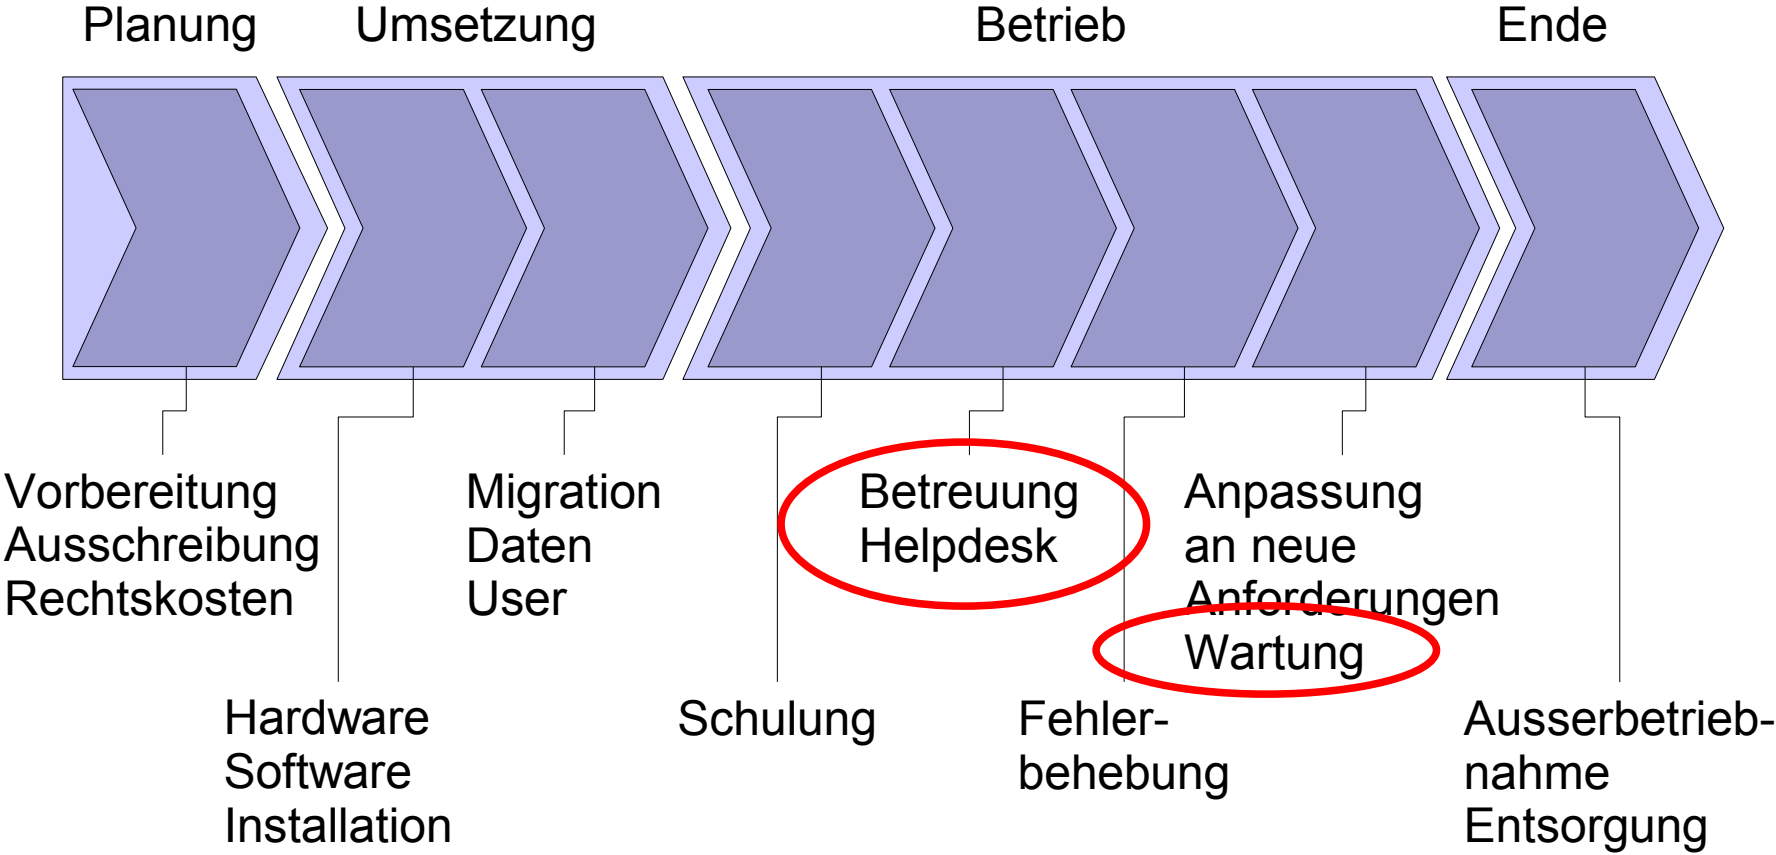 Planung
Umsetzung
Betrieb
Ende
Vorbereitung
Ausschreibung
Rechtskosten
Migration
Daten
User
Betreuung
Helpdesk
Anpassung
an neue
Anforderungen
Wartung
Hardware
Software
Installation
Schulung
Fehler-
behebung
Ausserbetrieb-
nahme
Entsorgung